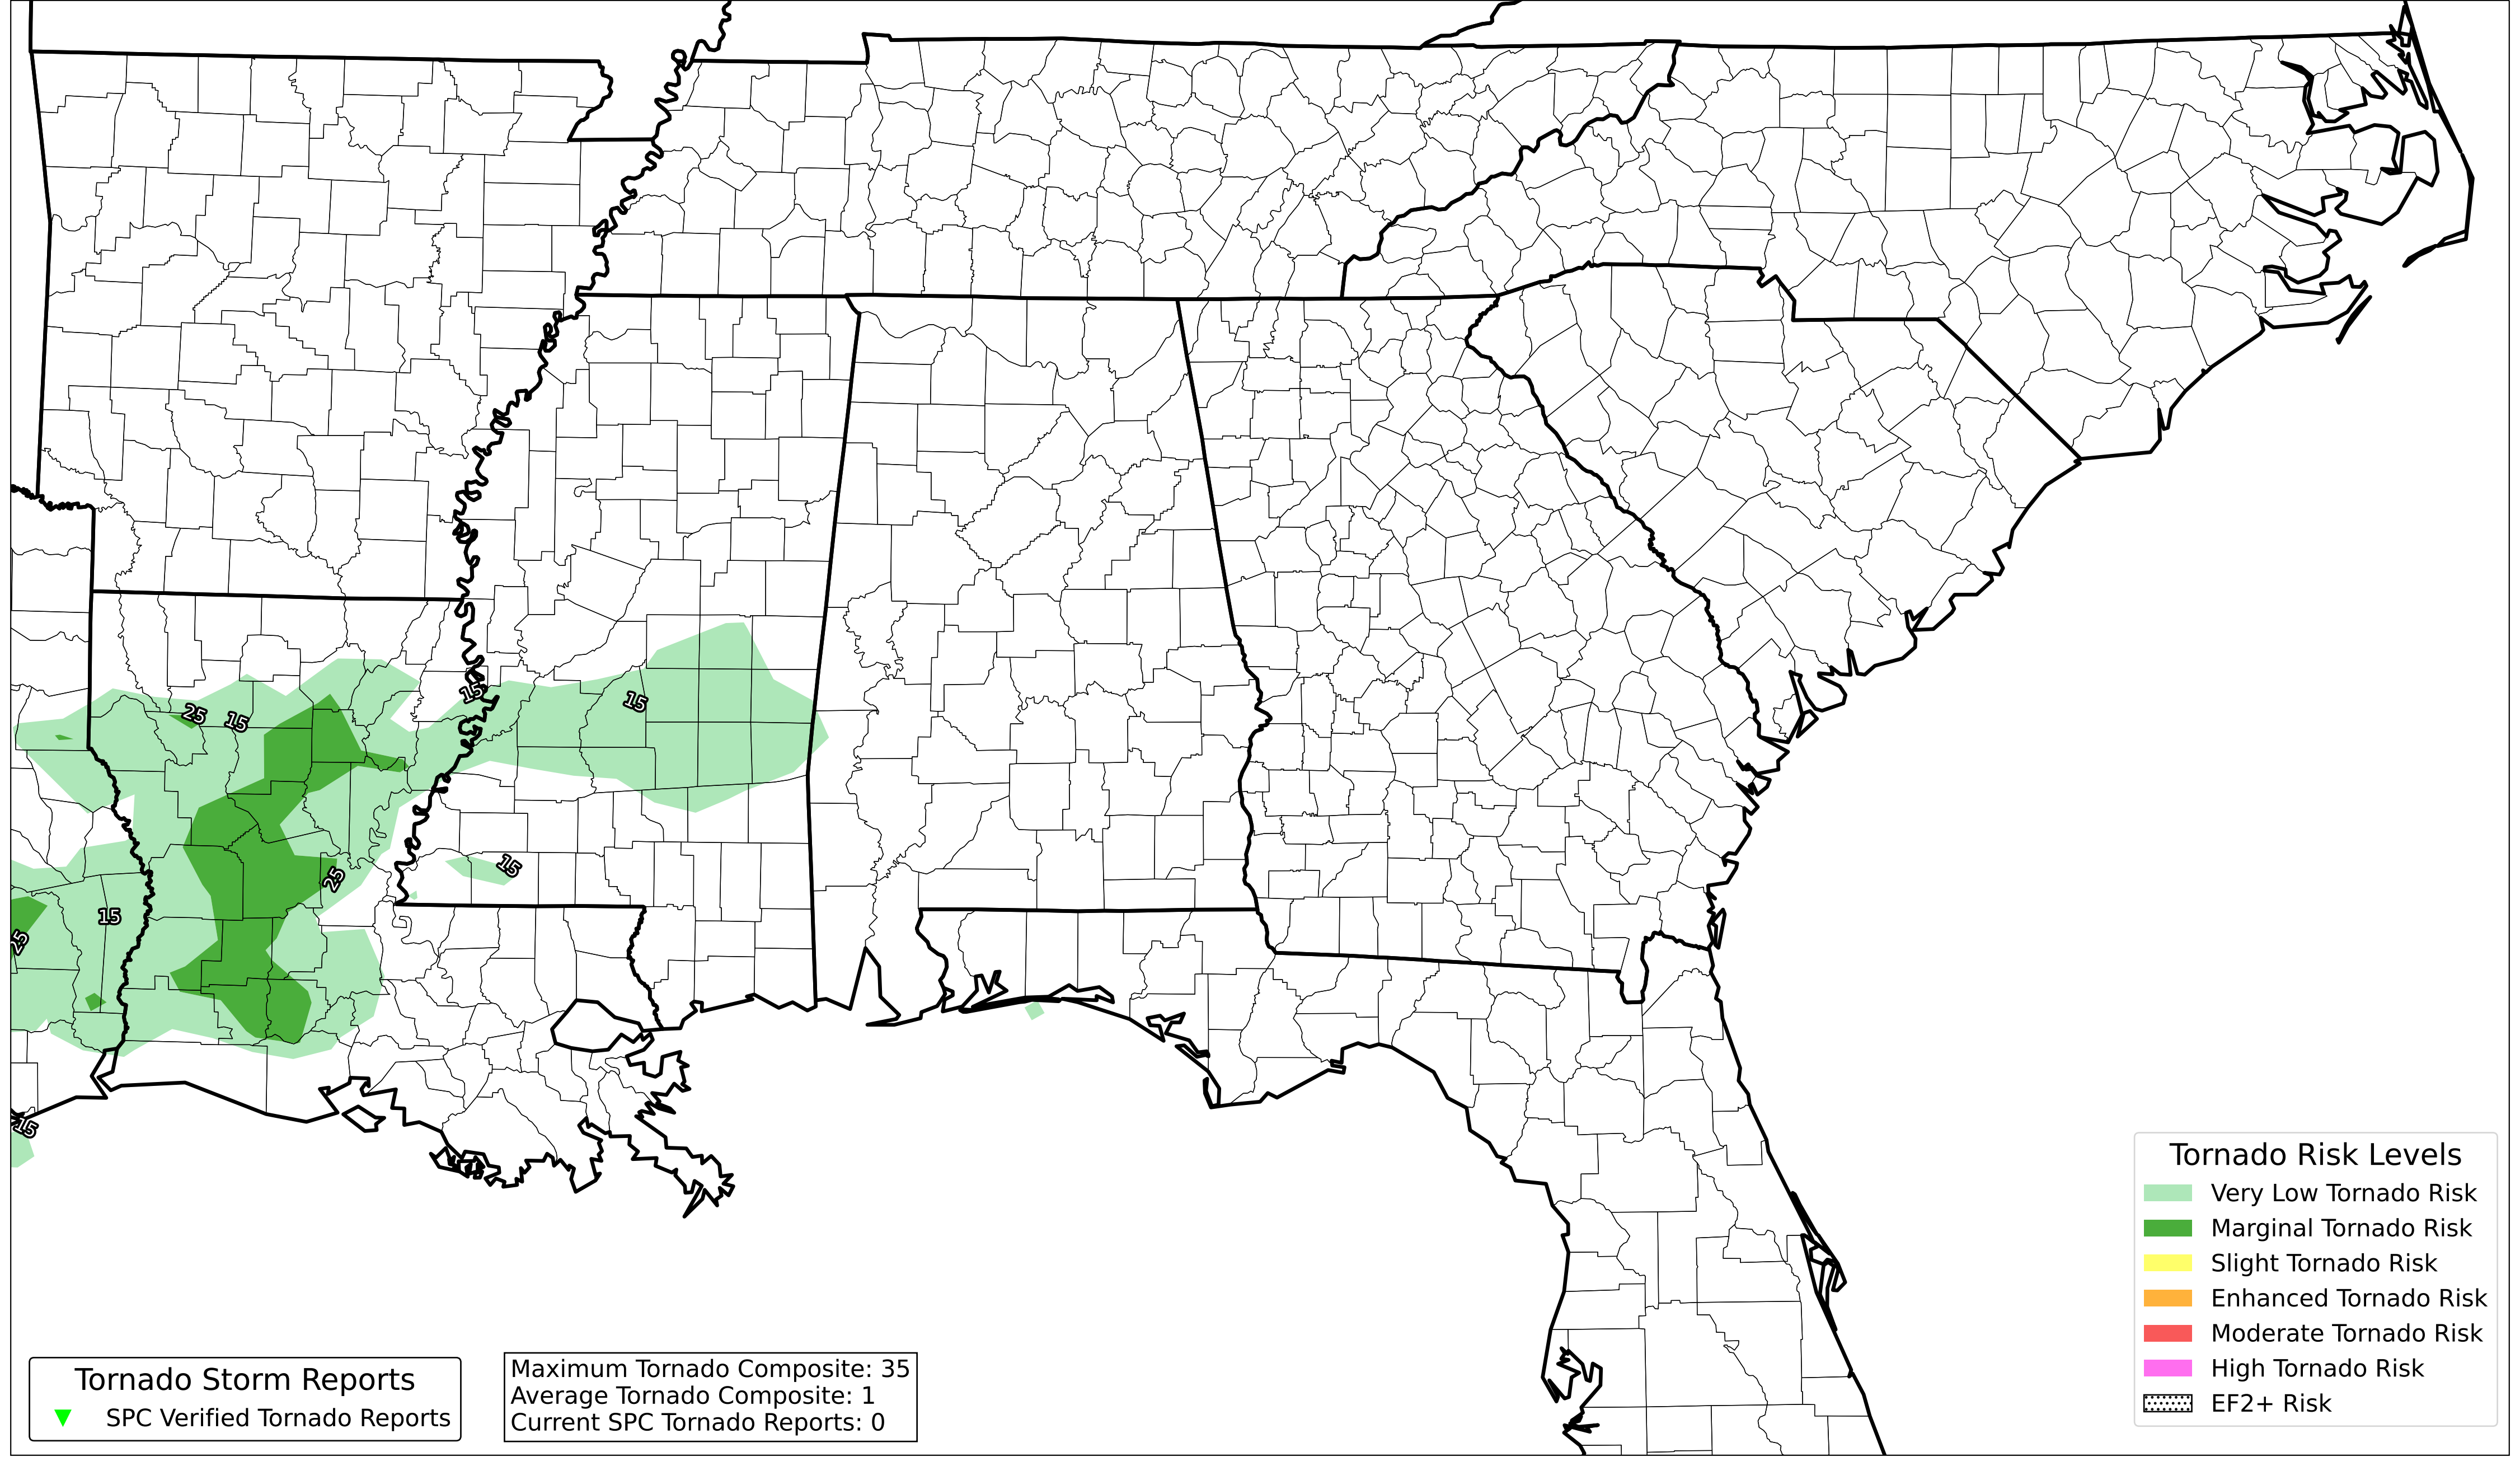 15
25
15
15
15
25
15
25
15
Tornado Risk Levels
Very Low Tornado Risk
Marginal Tornado Risk
Slight Tornado Risk
Enhanced Tornado Risk
Moderate Tornado Risk
High Tornado Risk
EF2+ Risk
Tornado Storm Reports
SPC Verified Tornado Reports
Maximum Tornado Composite: 35
Average Tornado Composite: 1
Current SPC Tornado Reports: 0